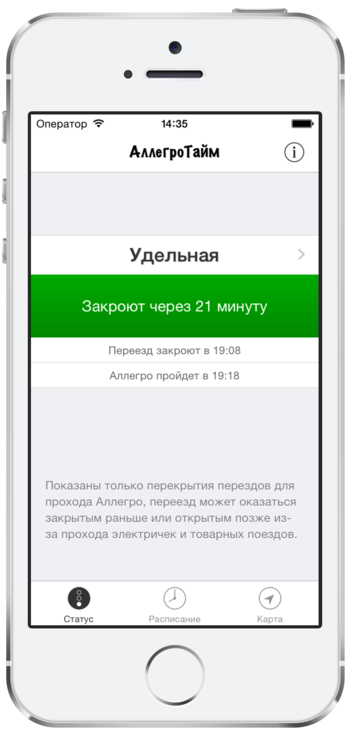 Оператор 14:35
АллегроТайм
Удельная
Закроют через 21 минуту
Переезд закроют в 19:08
Аллегро пройдет в 19:18
Показаны только перекрытия перездов для
прохода Аллегро, переезд может оказаться
закрытым раньше или открытым позже из-
за прохода электричек и товарных поездов.
Статус Расписание Карта